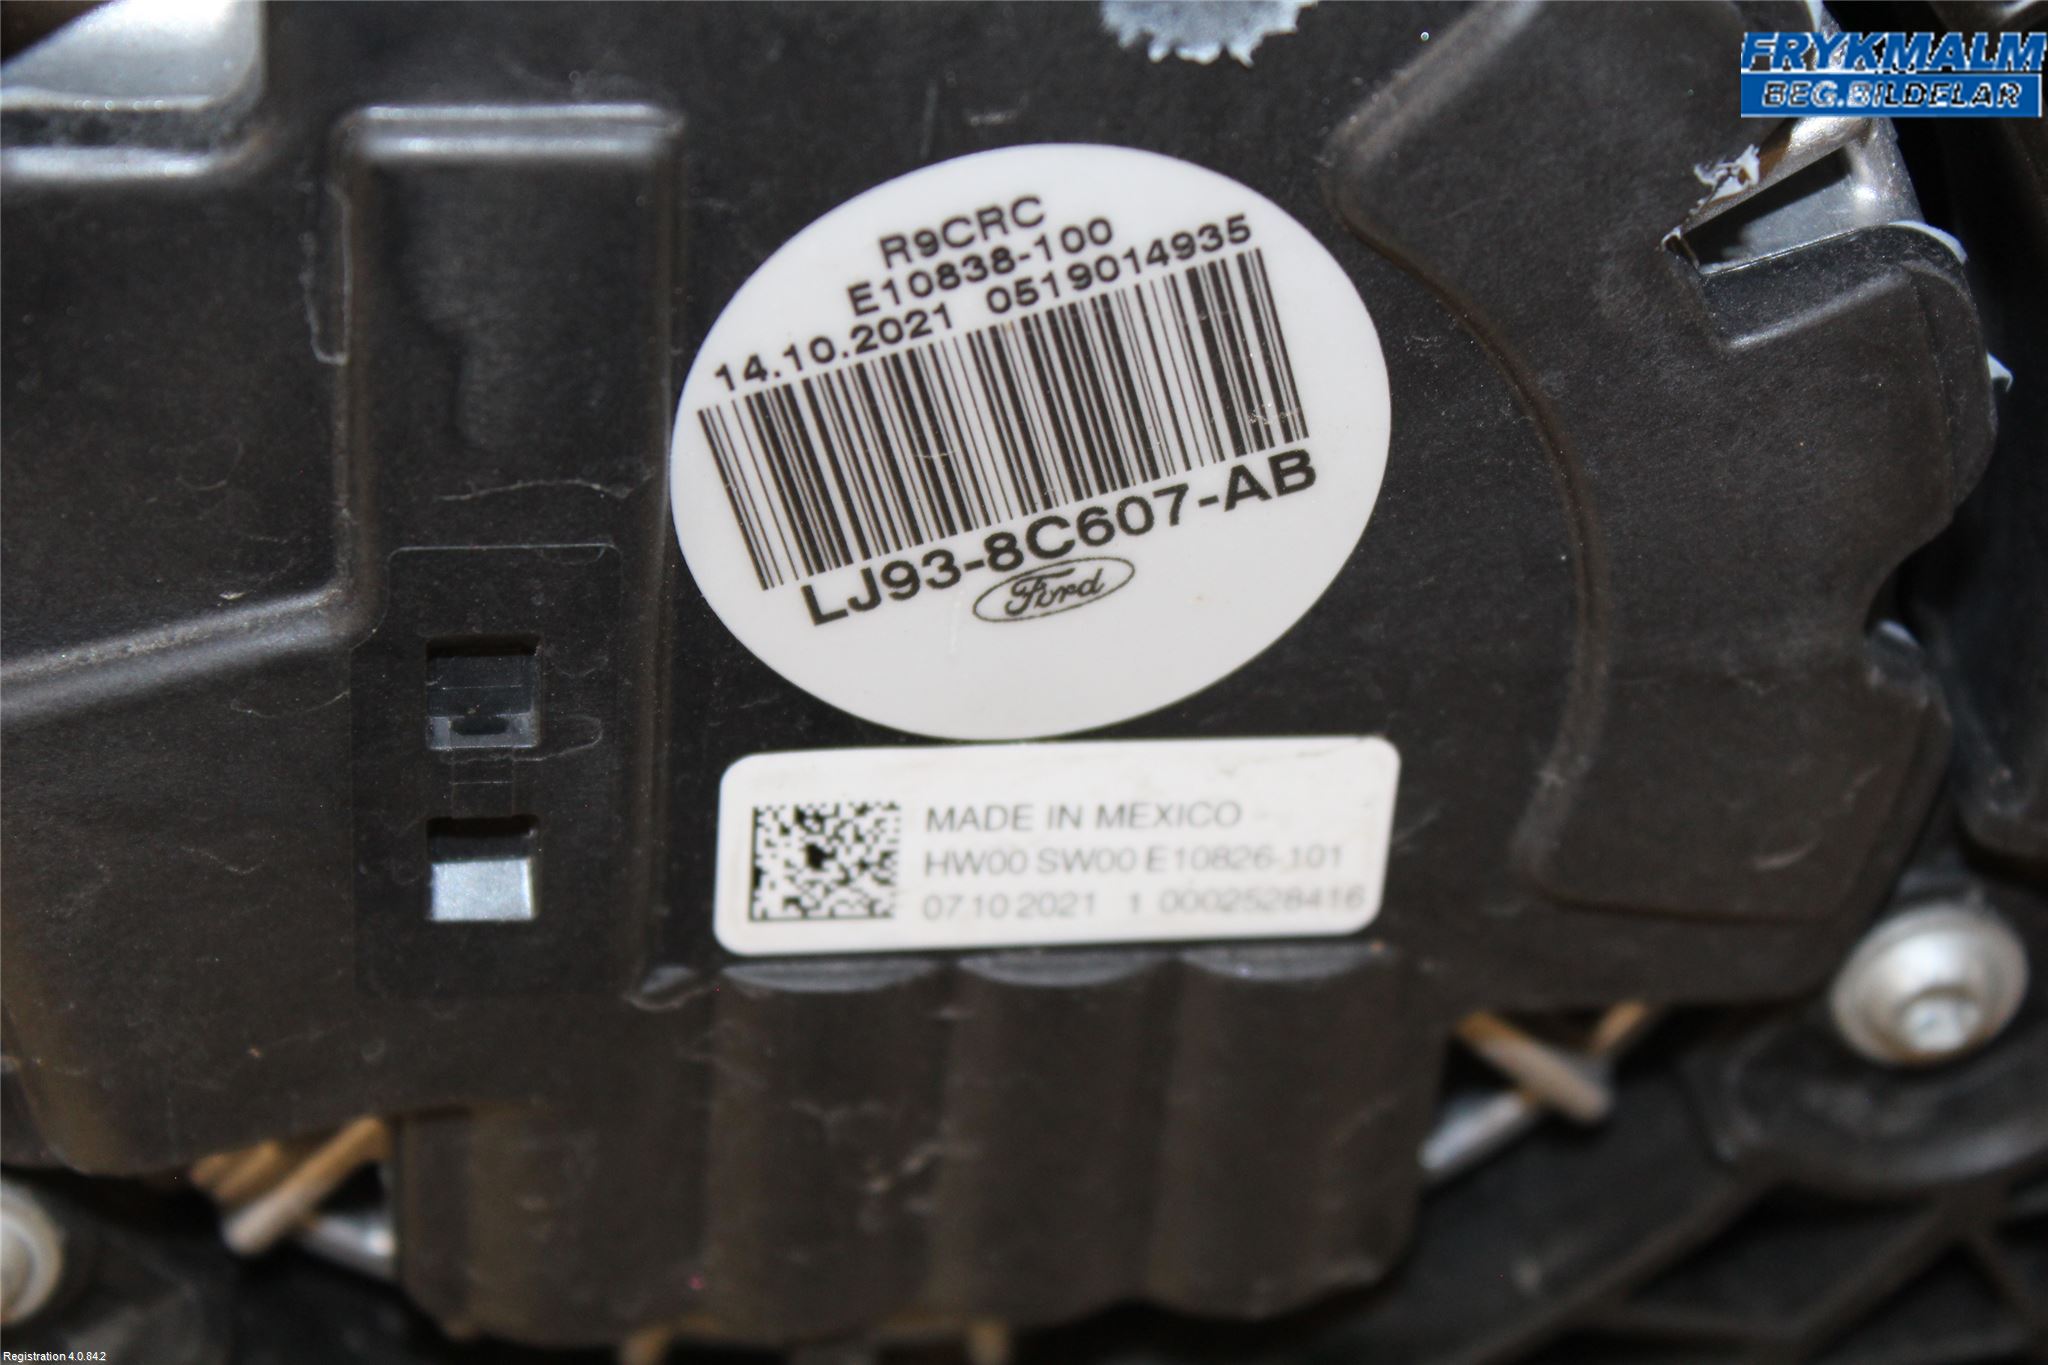 FRYKMALM
BEG.BILDELAR
R9CRC
E10838-100
14.10.2021 0519014935
LJ93-8C607-AB
Ford
MADE IN MEXICO
HW00 SW00 E10826-101
07.10.2021 1 0002528416
Registration 4.0.84.2